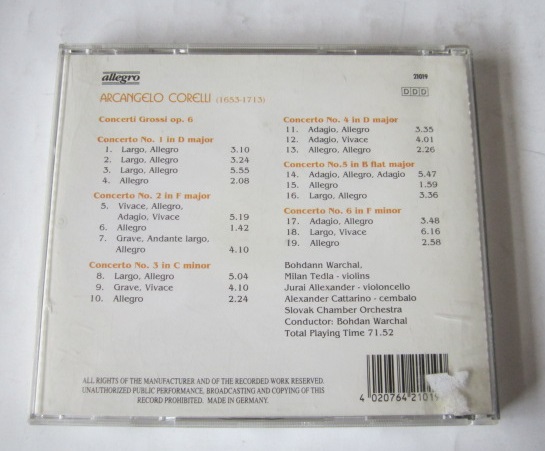 allegro
21019
ARCANGELO CORELLI (1653-1713)
DDD
Concerti Grossi op. 6
Concerto No. 1 in D major
1. Largo, Allegro 3.10
2. Largo, Allegro 3.24
3. Largo, Allegro 5.55
4. Allegro 2.08
Concerto No. 2 in F major
5. Vivace, Allegro,
Adagio, Vivace 5.19
6. Allegro 1.42
7. Grave, Andante largo,
Allegro 4.10
Concerto No. 3 in C minor
8. Largo, Allegro 5.04
9. Grave, Vivace 4.10
10. Allegro 2.24
Concerto No. 4 in D major
11. Adagio, Allegro 3.35
12. Adagio, Vivace 4.01
13. Allegro, Allegro 2.26
Concerto No.5 in B flat major
14. Adagio, Allegro, Adagio 5.47
15. Allegro 1.59
16. Largo, Allegro 3.36
Concerto No. 6 in F minor
17. Adagio, Allegro 3.48
18. Largo, Vivace 6.16
19. Allegro 2.58
Bohdann Warchal,
Milan Tedla - violins
Jurai Allexander - violoncello
Alexander Cattarino - cembalo
Slovak Chamber Orchestra
Conductor: Bohdan Warchal
Total Playing Time 71.52
ALL RIGHTS OF THE MANUFACTURER AND OF THE RECORDED WORK RESERVED.
UNAUTHORIZED PUBLIC PERFORMANCE, BROADCASTING AND COPYING OF THIS
RECORD PROHIBITED. MADE IN GERMANY.
4 020764 21019